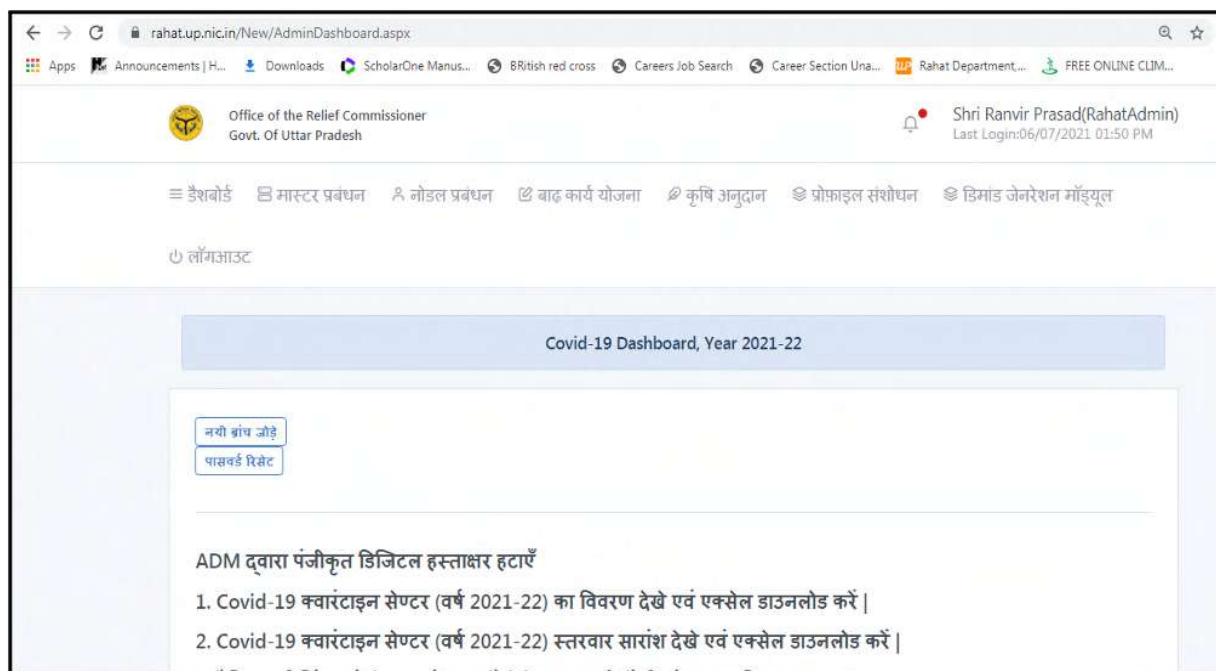 rahat.up.nic.in/New/AdminDashboard.aspx
Apps Announcements | H... Downloads ScholarOne Manus... BRitish red cross Careers Job Search Career Section Una... Rahat Department,... FREE ONLINE CLIM...
Office of the Relief Commissioner
Govt. Of Uttar Pradesh
Shri Ranvir Prasad(RahatAdmin)
Last Login:06/07/2021 01:50 PM
डैशबोर्ड मास्टर प्रबंधन नोडल प्रबंधन बाढ़ कार्य योजना कृषि अनुदान प्रोफ़ाइल संशोधन डिमांड जेनरेशन मॉड्यूल
लॉगआउट
Covid-19 Dashboard, Year 2021-22
नयी ब्रांच जोड़े
पासवर्ड रिसेट
ADM द्वारा पंजीकृत डिजिटल हस्ताक्षर हटाएँ
1. Covid-19 क्वारंटाइन सेण्टर (वर्ष 2021-22) का विवरण देखे एवं एक्सेल डाउनलोड करें |
2. Covid-19 क्वारंटाइन सेण्टर (वर्ष 2021-22) स्तरवार सारांश देखे एवं एक्सेल डाउनलोड करें |